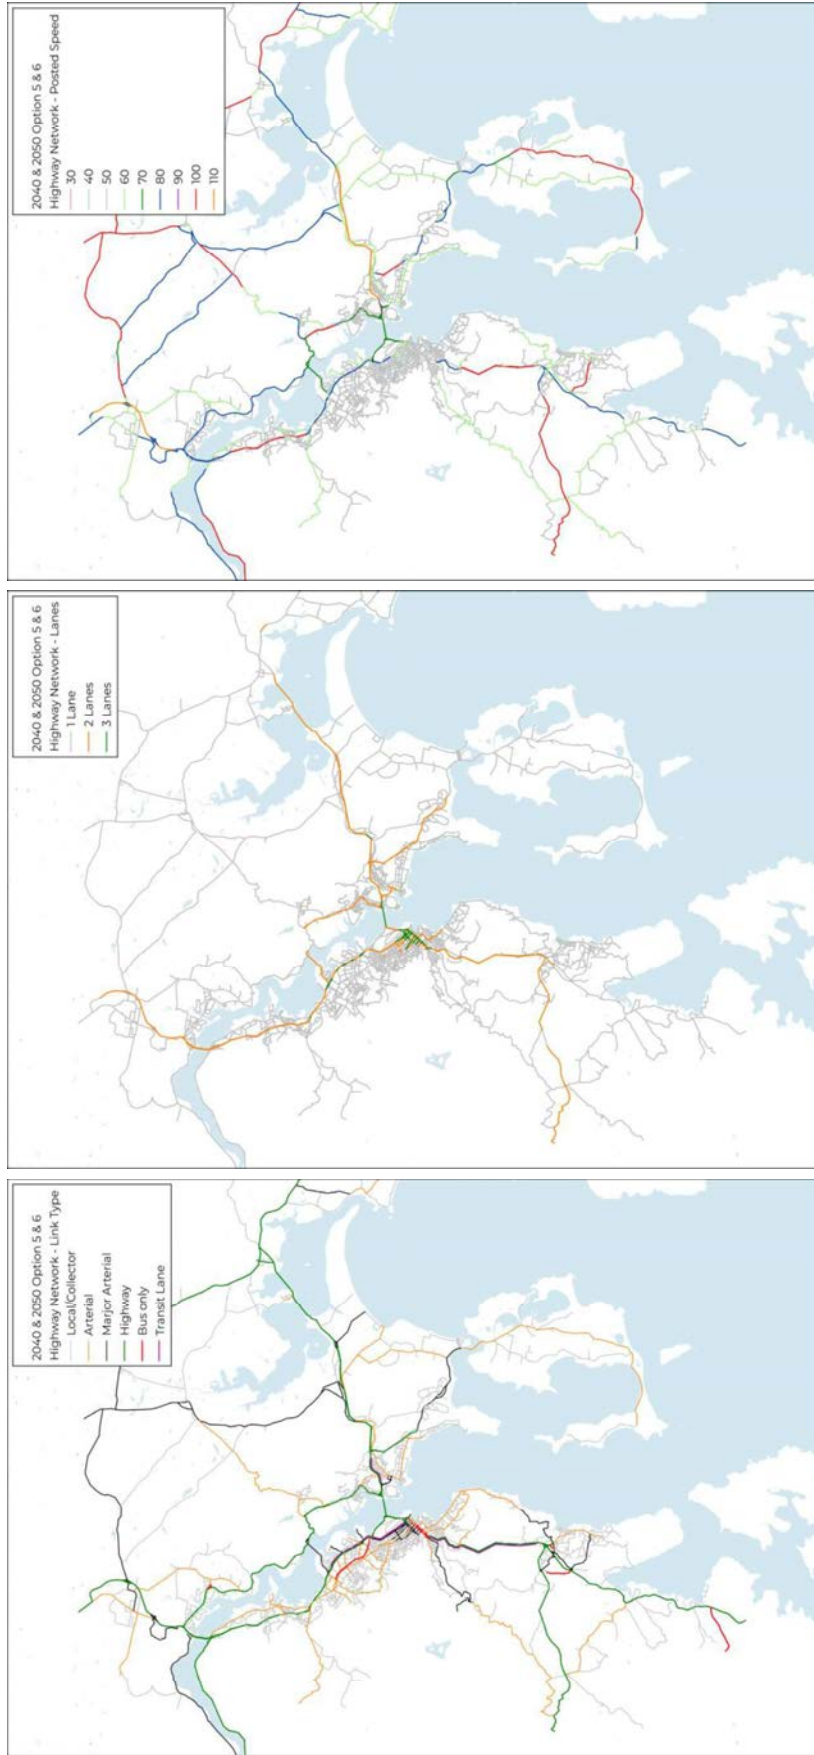 2040 & 2050 Option 5 & 6
Highway Network - Posted Speed
30
40
50
60
70
80
90
100
110
2040 & 2050 Option 5 & 6
Highway Network - Lanes
1 Lane
2 Lanes
3 Lanes
2040 & 2050 Option 5 & 6
Highway Network - Link Type
Local/Collector
Arterial
Marjor Arterial
Highway
Bus only
Transit Lane